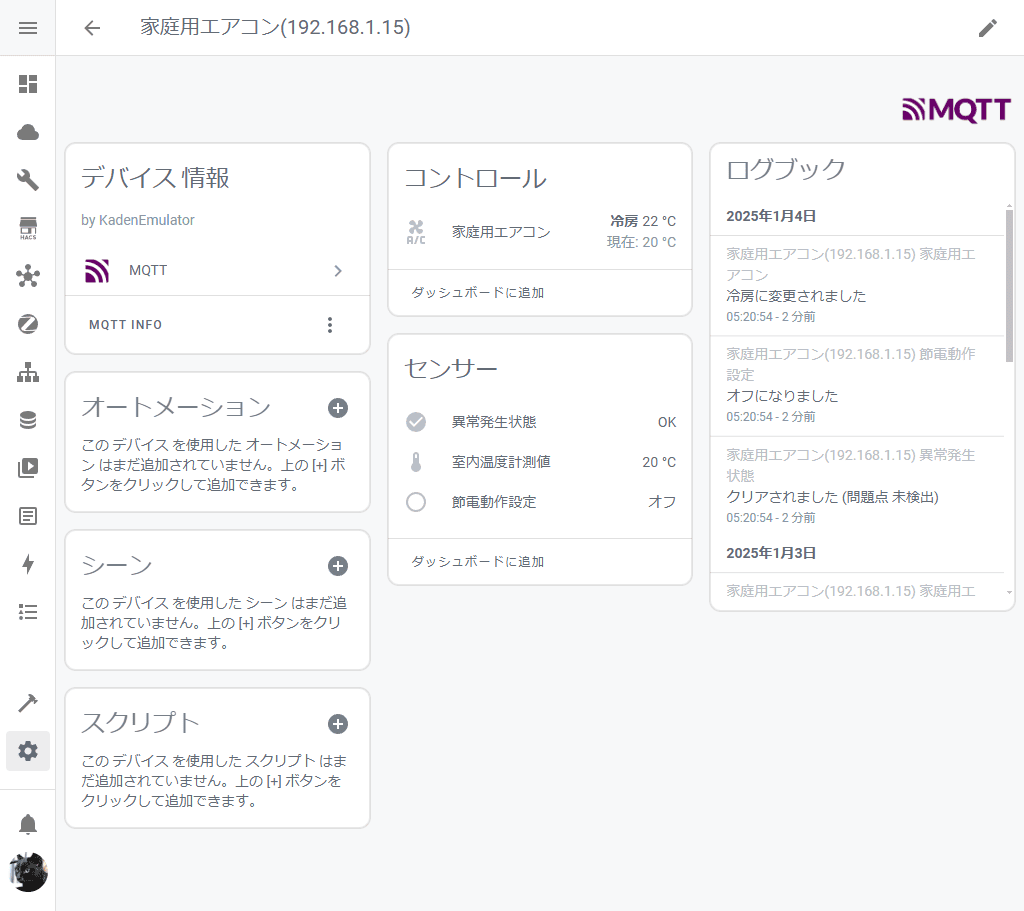 家庭用エアコン(192.168.1.15)
HACS
MQTT
デバイス 情報
by KadenEmulator
MQTT
MQTT INFO
オートメーション
この デバイス を使用した オートメーショ
ン はまだ追加されていません。上の [+] ボ
タンをクリックして追加できます。
シーン
この デバイス を使用した シーン はまだ追
加されていません。上の [+] ボタンをクリ
ックして追加できます。
スクリプト
この デバイス を使用した スクリプト はま
だ追加されていません。上の [+] ボタンを
クリックして追加できます。
コントロール
A/C
家庭用エアコン
冷房 22 °C
現在: 20 °C
ダッシュボードに追加
センサー
異常発生状態 OK
室内温度計測値 20 °C
節電動作設定 オフ
ダッシュボードに追加
ログブック
2025年1月4日
家庭用エアコン(192.168.1.15) 家庭用エ
アコン
冷房に変更されました
05:20:54 - 2 分前
家庭用エアコン(192.168.1.15) 節電動作
設定
オフになりました
05:20:54 - 2 分前
家庭用エアコン(192.168.1.15) 異常発生
状態
クリアされました (問題点 未検出)
05:20:54 - 2 分前
2025年1月3日
家庭用エアコン(192.168.1.15) 家庭用エ